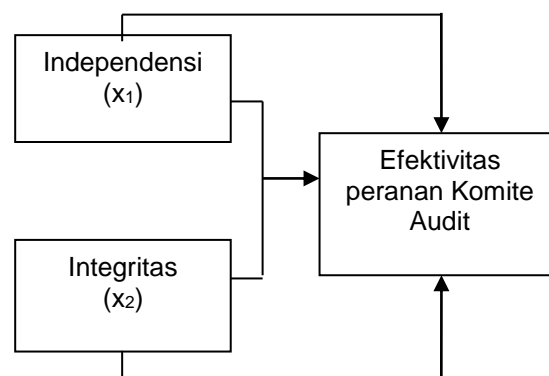 Independensi
(x₁)
Efektivitas
peranan Komite
Audit
Integritas
(x₂)